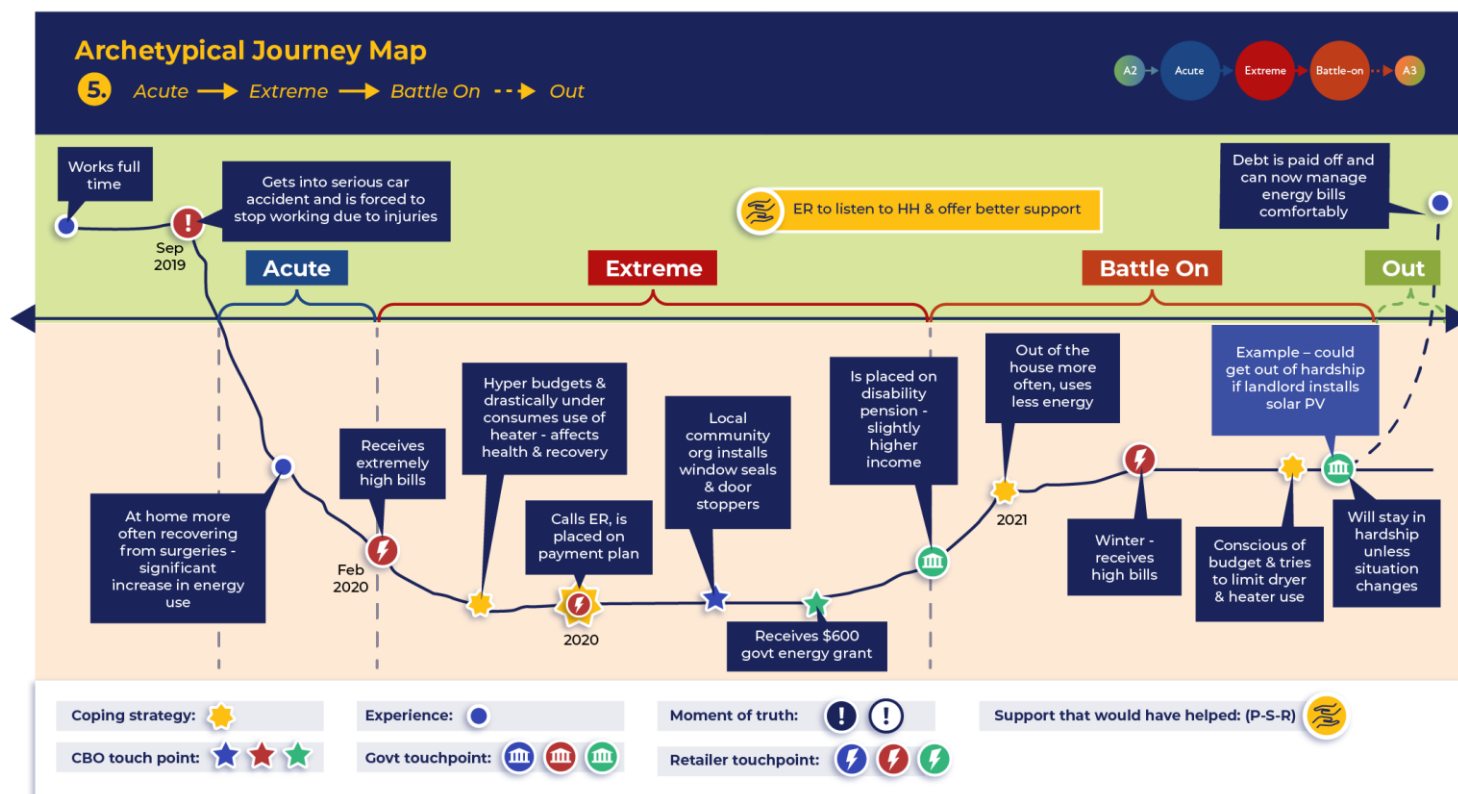 Archetypical Journey Map
5. Acute Extreme Battle On Out
A2 Acute Extreme Battle-on A3
Works full
time
Gets into serious car
accident and is forced to
stop working due to injuries
Sep
2019
ER to listen to HH & offer better support
Debt is paid off and
can now manage
energy bills
comfortably
Acute
Extreme
Battle On
Out
At home more
often recovering
from surgeries -
significant
increase in energy
use
Receives
extremely
high bills
Feb
2020
Hyper budgets &
drastically under
consumes use of
heater - affects
health & recovery
Calls ER, is
placed on
payment plan
2020
Local
community
org installs
window seals
& door
stoppers
Receives $600
govt energy grant
Is placed on
disability
pension -
slightly
higher
income
Out of the
house more
often, uses
less energy
2021
Winter -
receives
high bills
Example – could
get out of hardship
if landlord installs
solar PV
Conscious of
budget & tries
to limit dryer
& heater use
Will stay in
hardship
unless
situation
changes
Coping strategy:
Experience:
Moment of truth:
Support that would have helped: (P-S-R)
CBO touch point:
Govt touchpoint:
Retailer touchpoint: